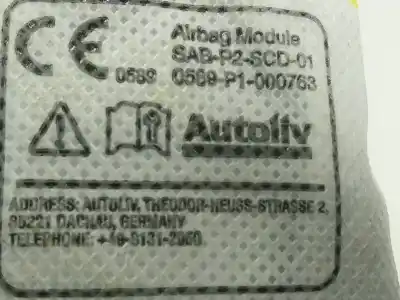 Airbag Module
SAB-P2-SCD-01
CE 0589 0589-P1-000763
Autoliv
ADDRESS: AUTOLIV, THEODOR-HEUSS-STRASSE 2,
85221 DACHAU, GERMANY
TELEPHONE: +49-8131-2950